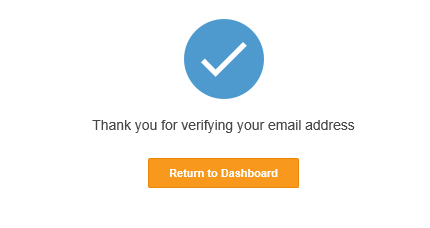 Thank you for verifying your email address
Return to Dashboard